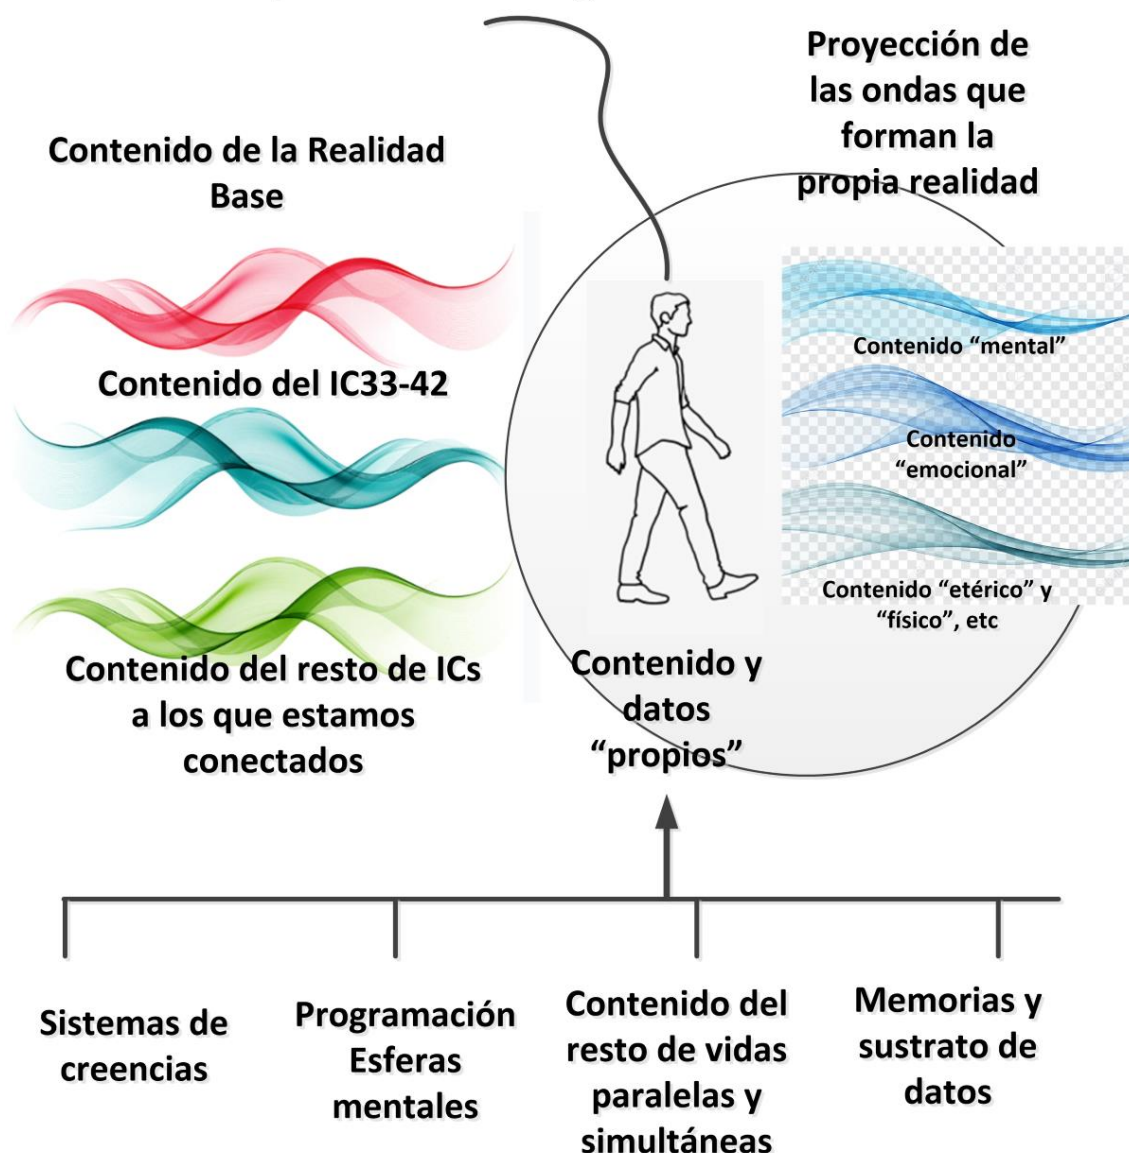 Proyección de
las ondas que
forman la
propia realidad
Contenido de la Realidad
Base
Contenido del IC33-42
Contenido del resto de ICs
a los que estamos
conectados
Contenido “mental”
Contenido
“emocional”
Contenido “etérico” y
“físico”, etc
Contenido y
datos
“propios”
Sistemas de
creencias
Programación
Esferas
mentales
Contenido del
resto de vidas
paralelas y
simultáneas
Memorias y
sustrato de
datos